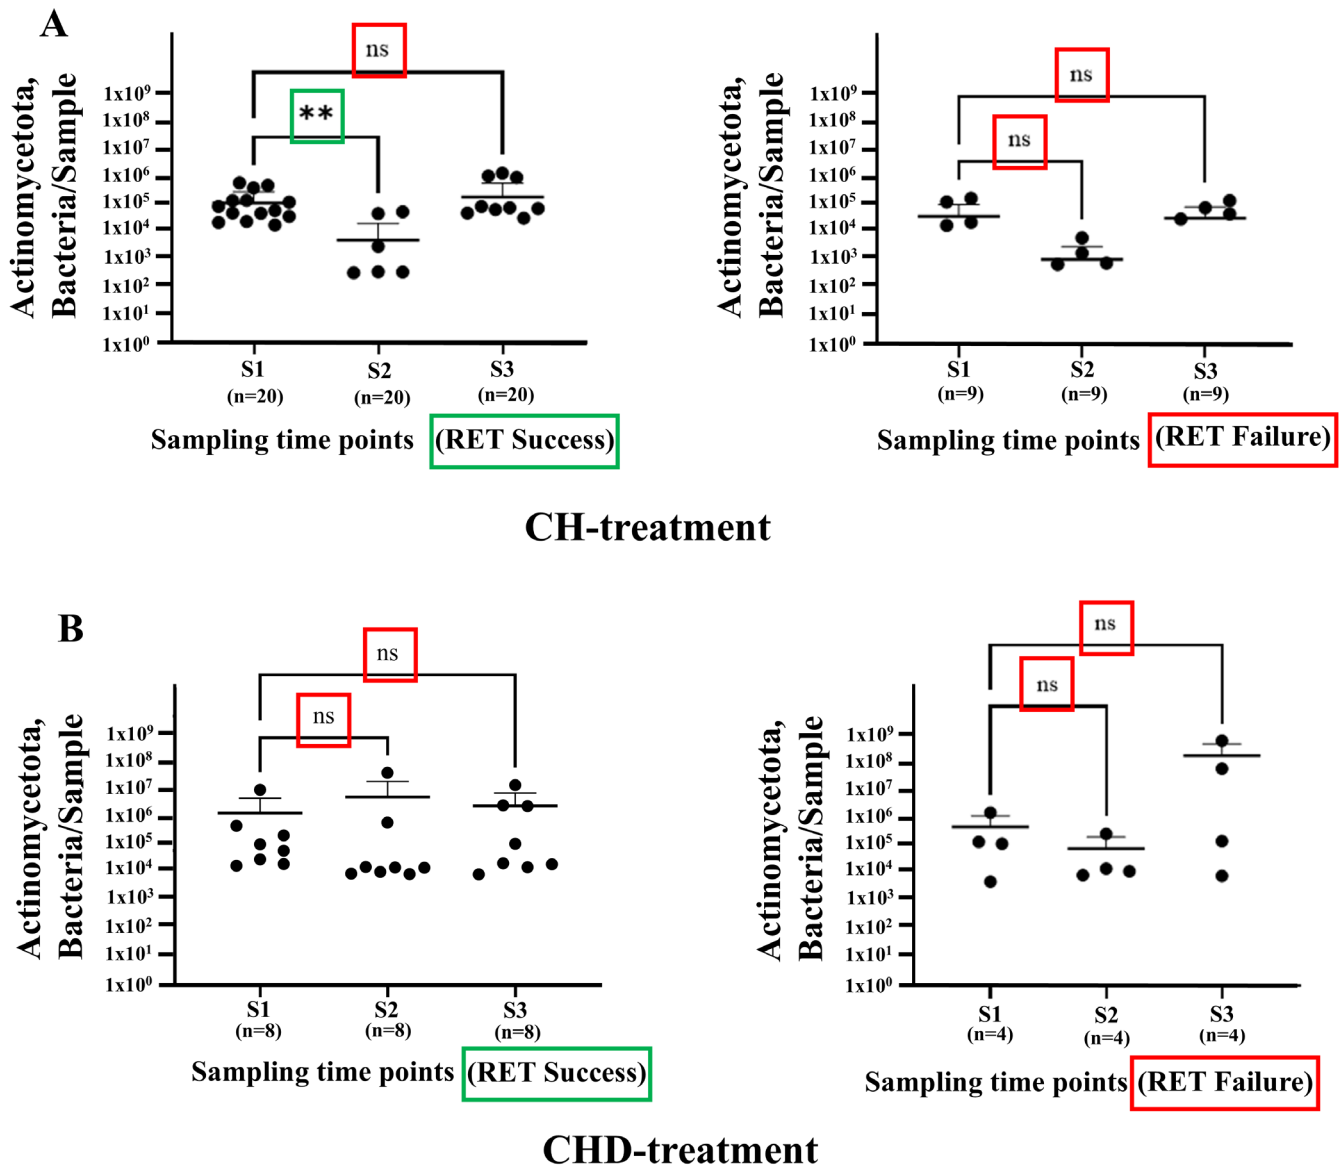 A
Actinomycetota,
Bacteria/Sample
1x10⁹
1x10⁸
1x10⁷
1x10⁶
1x10⁵
1x10⁴
1x10³
1x10²
1x10¹
1x10⁰
ns
**
S1
(n=20)
S2
(n=20)
S3
(n=20)
Sampling time points (RET Success)
Actinomycetota,
Bacteria/Sample
1x10⁹
1x10⁸
1x10⁷
1x10⁶
1x10⁵
1x10⁴
1x10³
1x10²
1x10¹
1x10⁰
ns
ns
S1
(n=9)
S2
(n=9)
S3
(n=9)
Sampling time points (RET Failure)
CH-treatment
B
Actinomycetota,
Bacteria/Sample
1x10⁹
1x10⁸
1x10⁷
1x10⁶
1x10⁵
1x10⁴
1x10³
1x10²
1x10¹
1x10⁰
ns
ns
S1
(n=8)
S2
(n=8)
S3
(n=8)
Sampling time points (RET Success)
Actinomycetota,
Bacteria/Sample
1x10⁹
1x10⁸
1x10⁷
1x10⁶
1x10⁵
1x10⁴
1x10³
1x10²
1x10¹
1x10⁰
ns
ns
S1
(n=4)
S2
(n=4)
S3
(n=4)
Sampling time points (RET Failure)
CHD-treatment